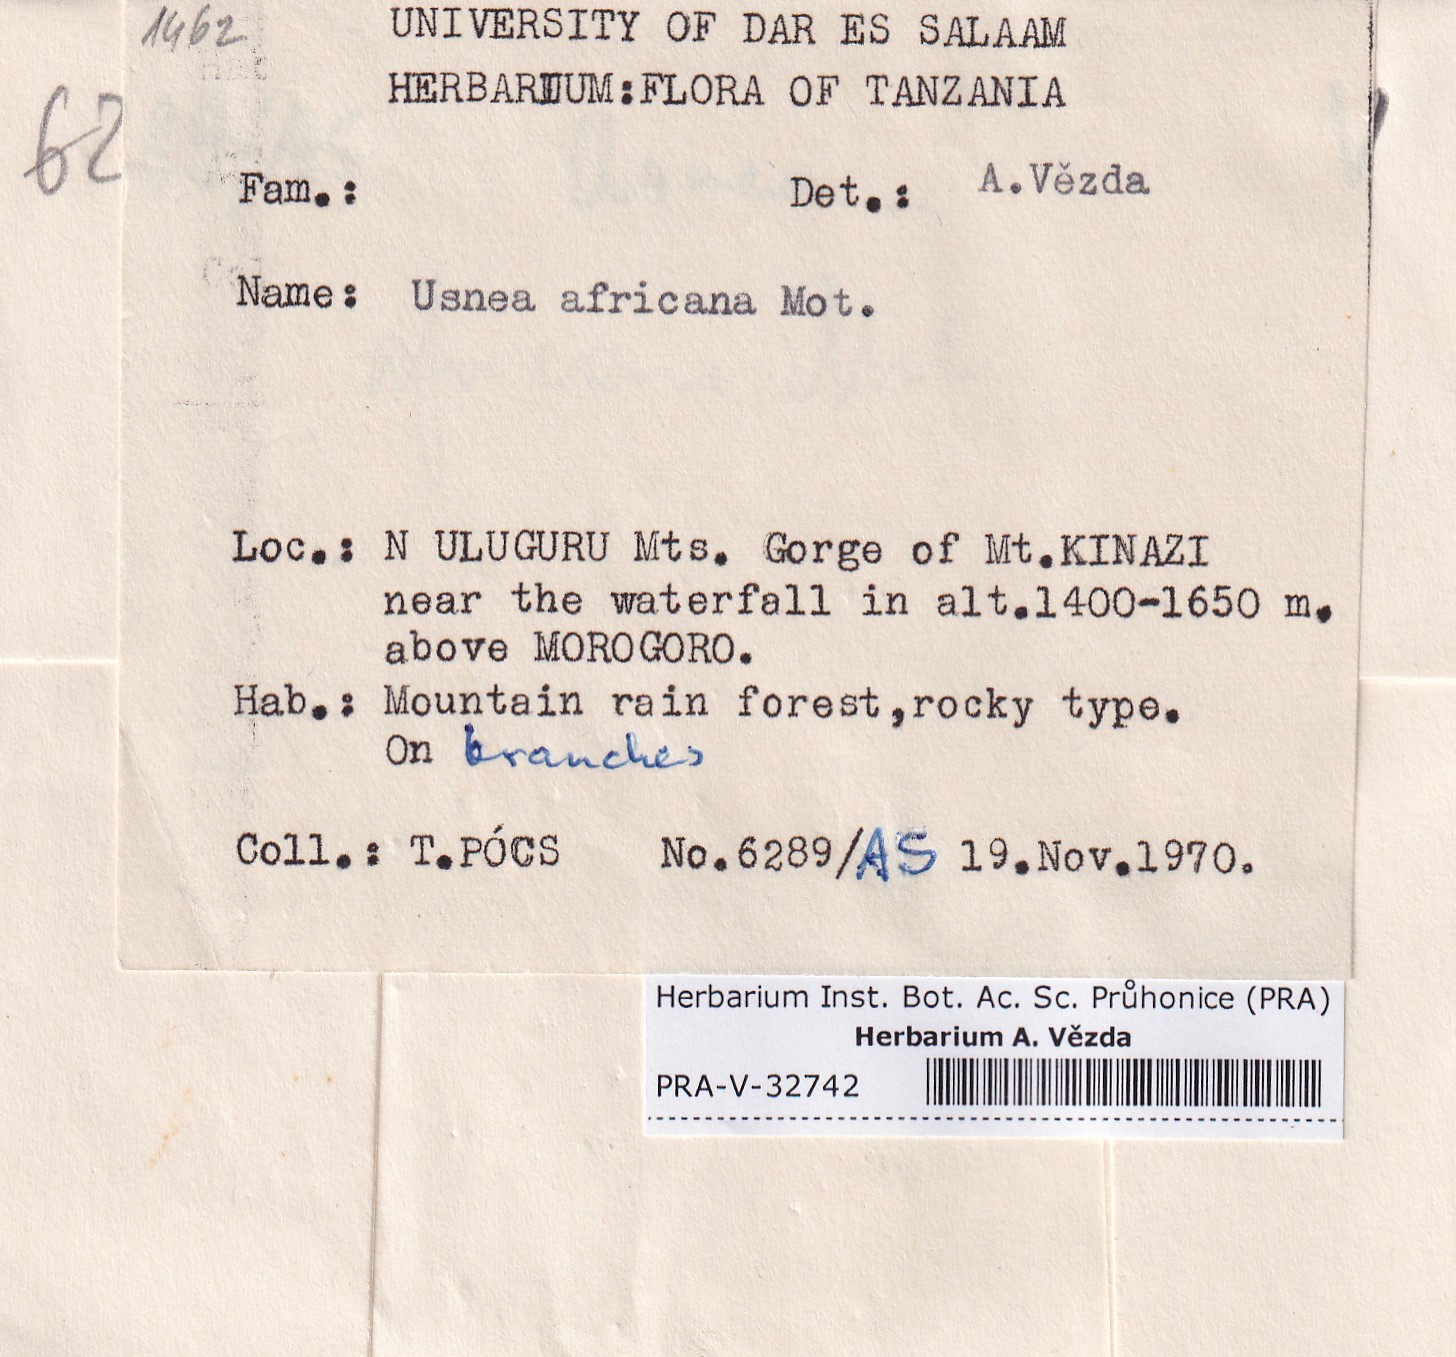 1462
UNIVERSITY OF DAR ES SALAAM
HERBARIUM:FLORA OF TANZANIA
62
Fam.: Det.: A.Vězda
Name: Usnea africana Mot.
Loc.: N ULUGURU Mts. Gorge of Mt.KINAZI
near the waterfall in alt.1400-1650 m.
above MOROGORO.
Hab.: Mountain rain forest,rocky type.
On branches
Coll.: T.PÓCS No.6289/AS 19.Nov.1970.
Herbarium Inst. Bot. Ac. Sc. Průhonice (PRA)
Herbarium A. Vězda
PRA-V-32742